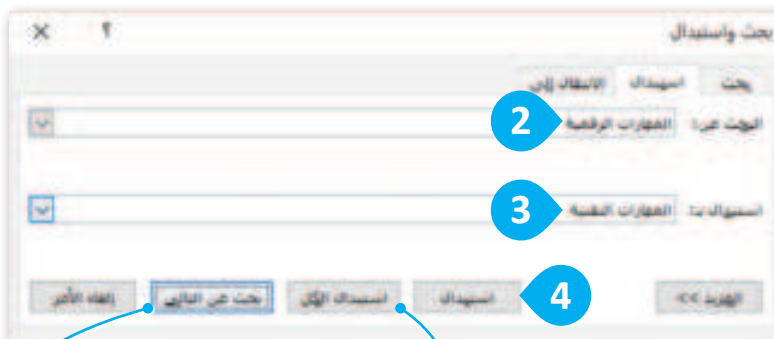 بحث واستبدال
؟ ×
بحث استبدال الانتقال إلى
البحث عن: المهارات الرقمية 2
استبدال بـ: المهارات التقنية 3
المزيد >> 4 استبدال استبدال الكل بحث عن التالي إلغاء الأمر